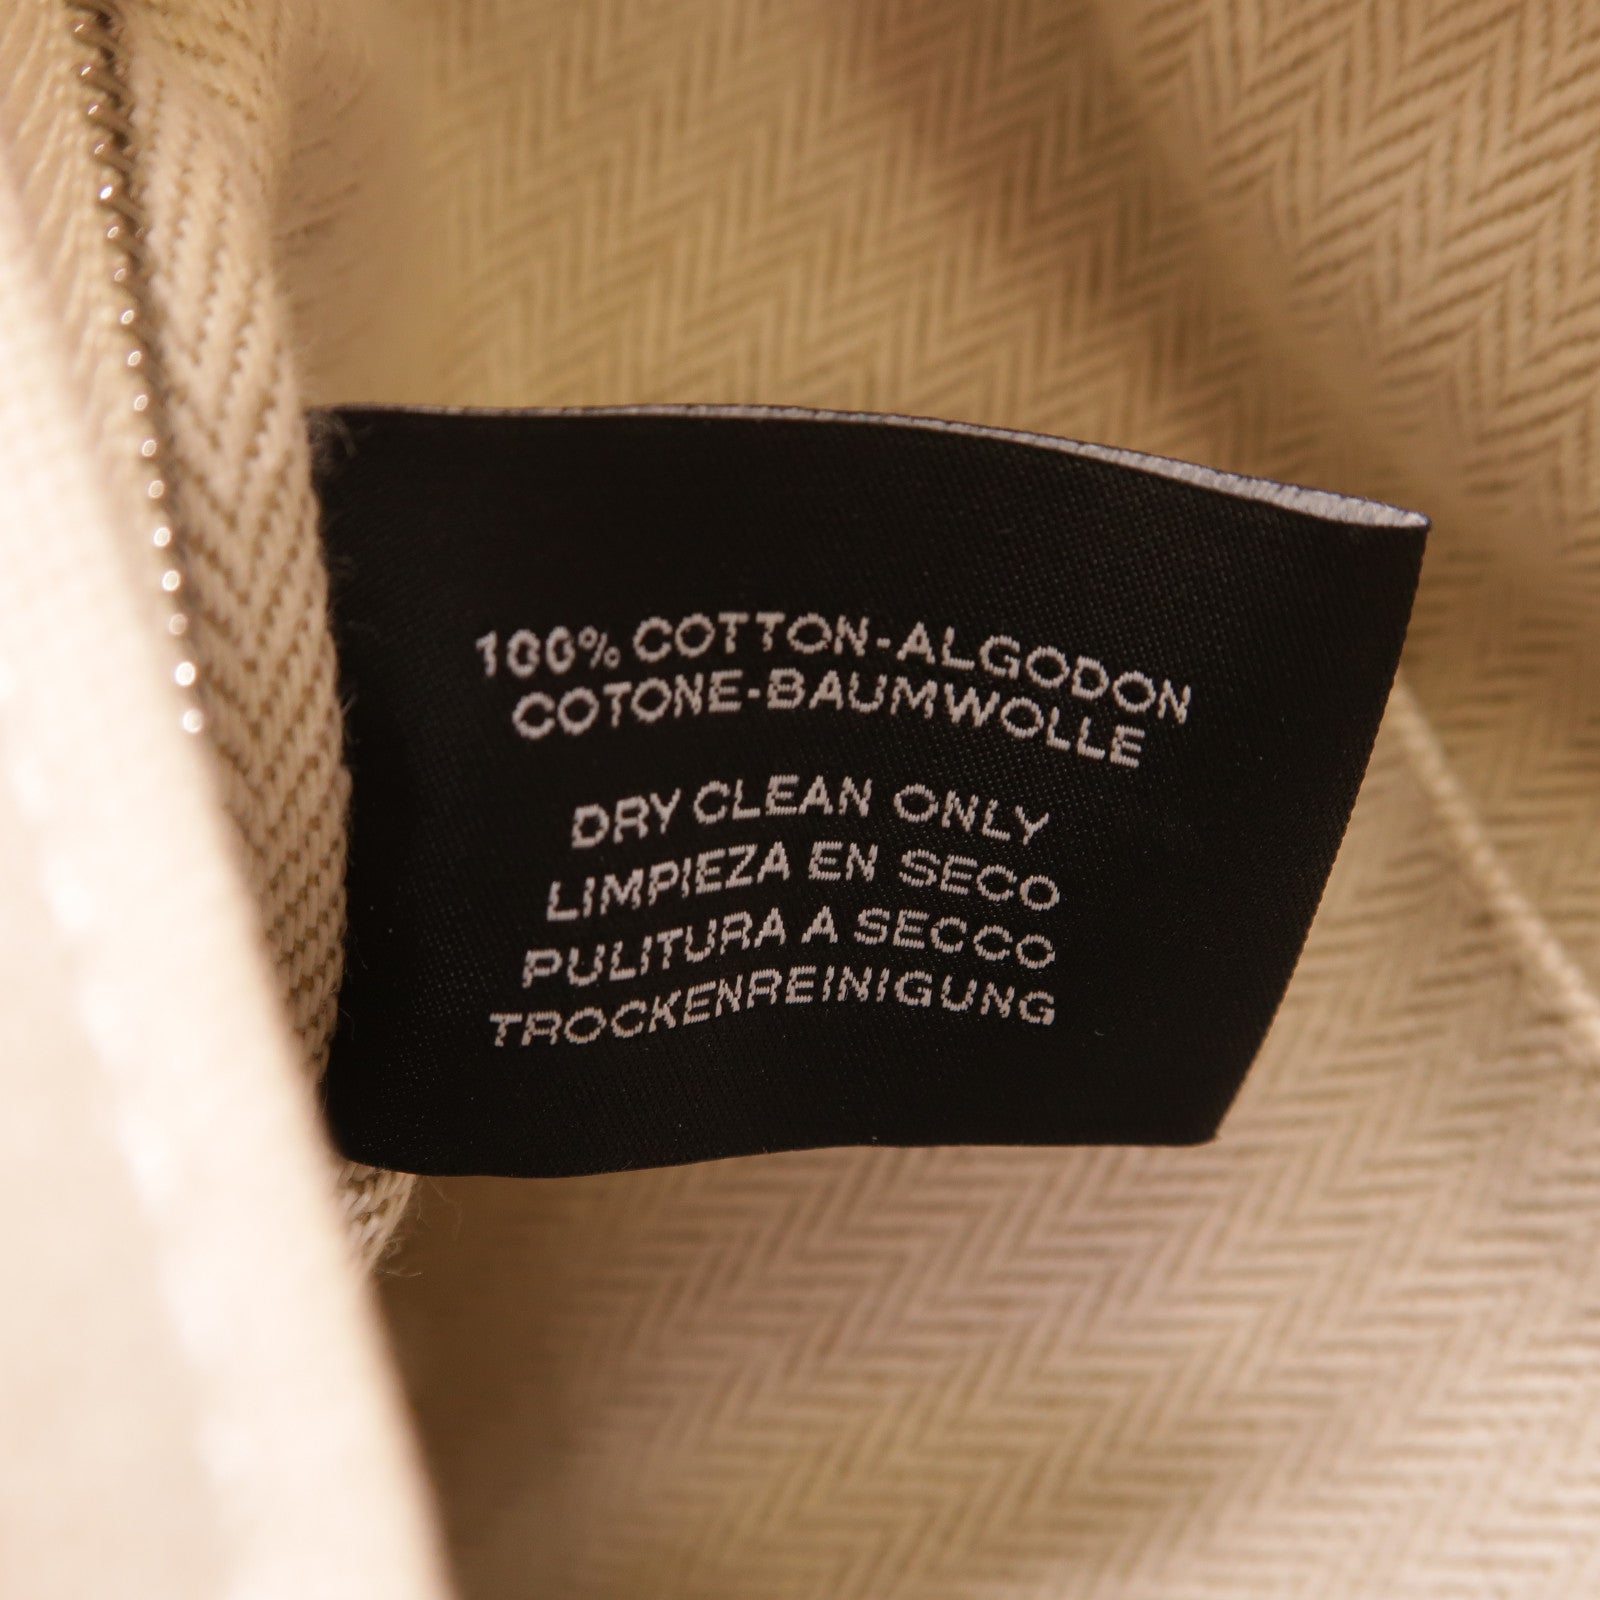 100% COTTON-ALGODON
COTONE-BAUMWOLLE
DRY CLEAN ONLY
LIMPIEZA EN SECO
PULITURA A SECCO
TROCKENREINIGUNG